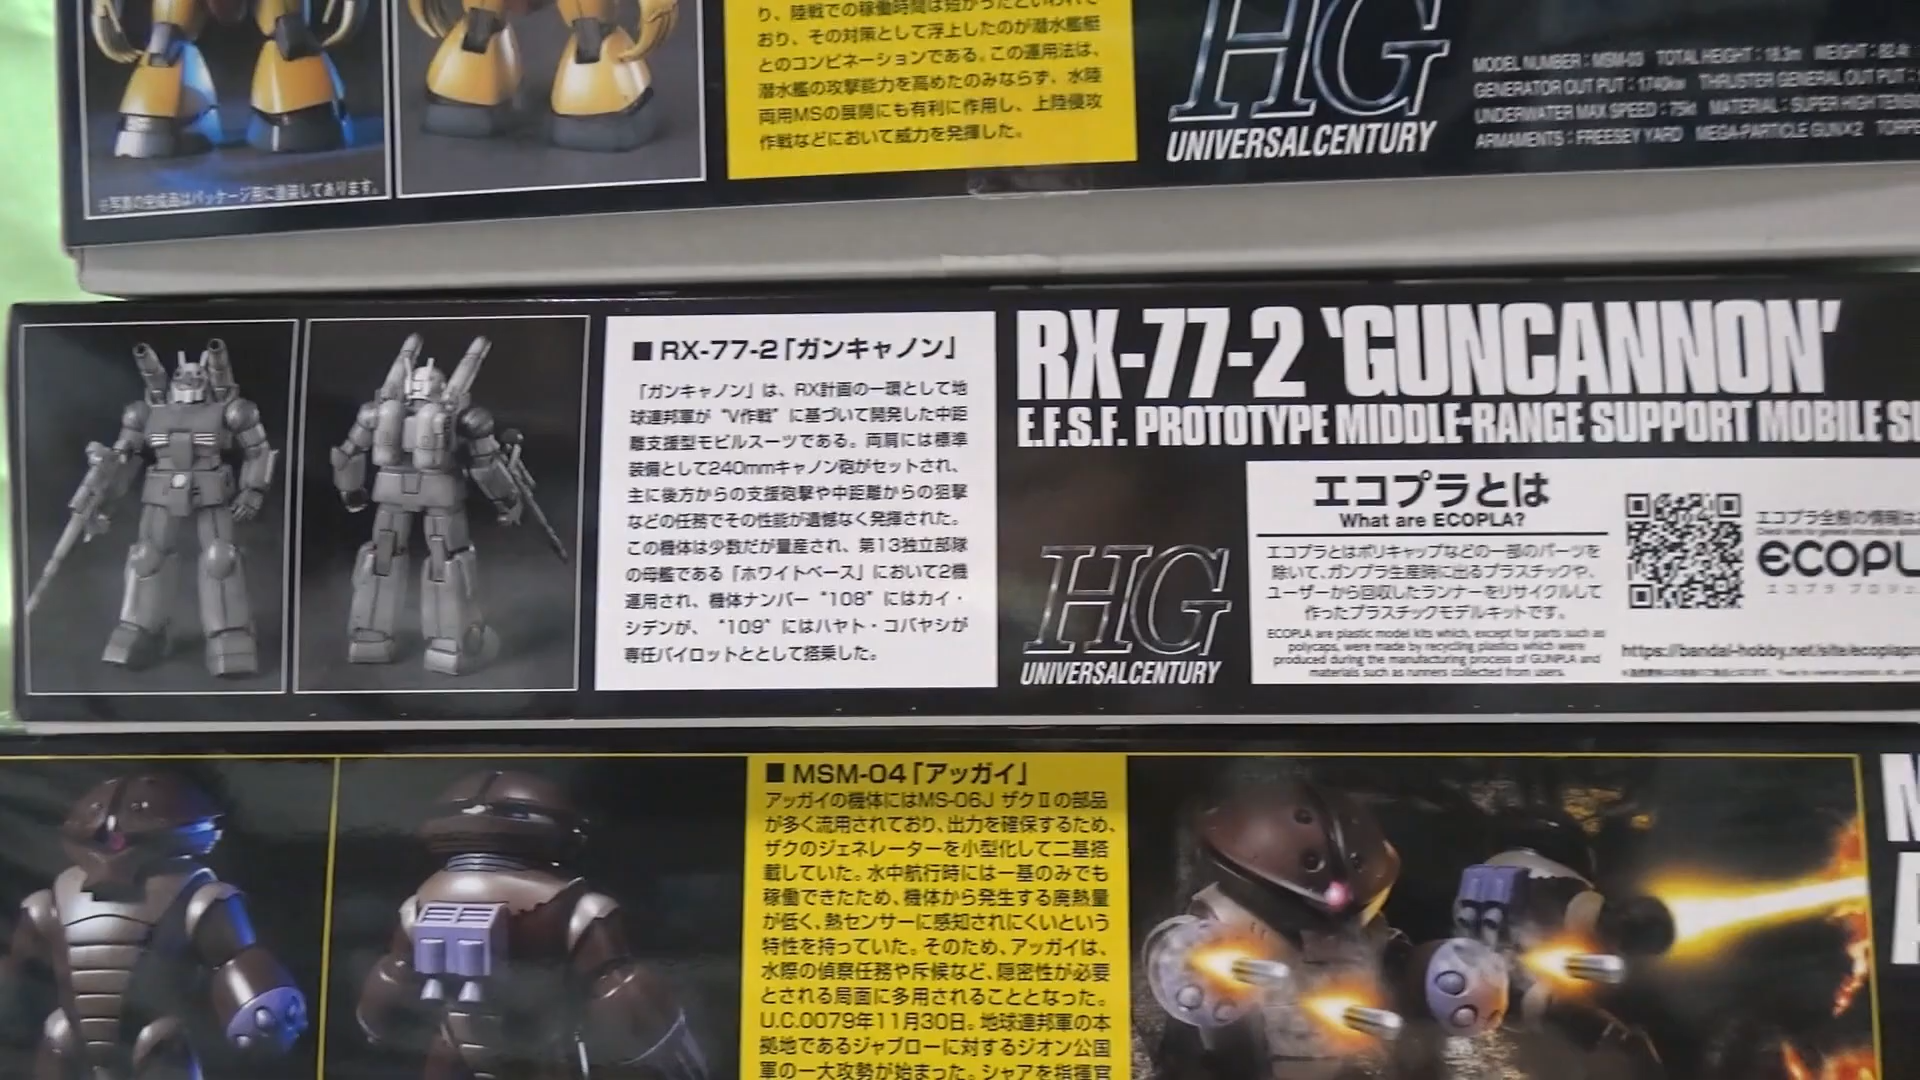 り、陸戦での稼働時間は短かったといわれて
おり、その対策として浮上したのが潜水艦艇
とのコンビネーションである。この運用法は、
潜水艦の攻撃能力を高めたのみならず、水陸
両用MSの展開にも有利に作用し、上陸侵攻
作戦などにおいて威力を発揮した。
※写真の完成品はパッケージ用に塗装してあります。
HG
UNIVERSALCENTURY
MODEL NUMBER：MSM-03 TOTAL HEIGHT：18.3m WEIGHT：82.4t
GENERATOR OUT PUT：1740kw THRUSTER GENERAL OUT PUT：
UNDERWATER MAX SPEED：75kt MATERIAL：SUPER HIGH TENSI
ARMAMENTS：FREESEY YARD MEGA-PARTICLE GUN×2 TORPE
■RX-77-2「ガンキャノン」
「ガンキャノン」は、RX計画の一環として地
球連邦軍が“V作戦”に基づいて開発した中距
離支援型モビルスーツである。両肩には標準
装備として240mmキャノン砲がセットされ、
主に後方からの支援砲撃や中距離からの狙撃
などの任務でその性能が遺憾なく発揮された。
この機体は少数だが量産され、第13独立部隊
の母艦である「ホワイトベース」において2機
運用され、機体ナンバー“108”にはカイ・
シデンが、“109”にはハヤト・コバヤシが
専任パイロットととして搭乗した。
RX-77-2 'GUNCANNON'
E.F.S.F. PROTOTYPE MIDDLE-RANGE SUPPORT MOBILE SU
HG
UNIVERSALCENTURY
エコプラとは
What are ECOPLA?
エコプラとはポリキャップなどの一部のパーツを
除いて、ガンプラ生産時に出るプラスチックや、
ユーザーから回収したランナーをリサイクルして
作ったプラスチックモデルキットです。
ECOPLA are plastic model kits which, except for parts such as
polycaps, were made by recycling plastics which were
produced during the manufacturing process of GUNPLA and
materials such as runners collected from users.
エコプラ全般の情報は
ECOPL
エコプラ プロジェ
https://bandai-hobby.net/site/ecoplapro
■MSM-04「アッガイ」
アッガイの機体にはMS-06J ザクⅡの部品
が多く流用されており、出力を確保するため、
ザクのジェネレーターを小型化して二基搭
載していた。水中航行時には一基のみでも
稼働できたため、機体から発生する廃熱量
が低く、熱センサーに感知されにくいという
特性を持っていた。そのため、アッガイは、
水際の偵察任務や斥候など、隠密性が必要
とされる局面に多用されることとなった。
U.C.0079年11月30日。地球連邦軍の本
拠地であるジャブローに対するジオン公国
軍の一大攻勢が始まった。シャアを指揮官